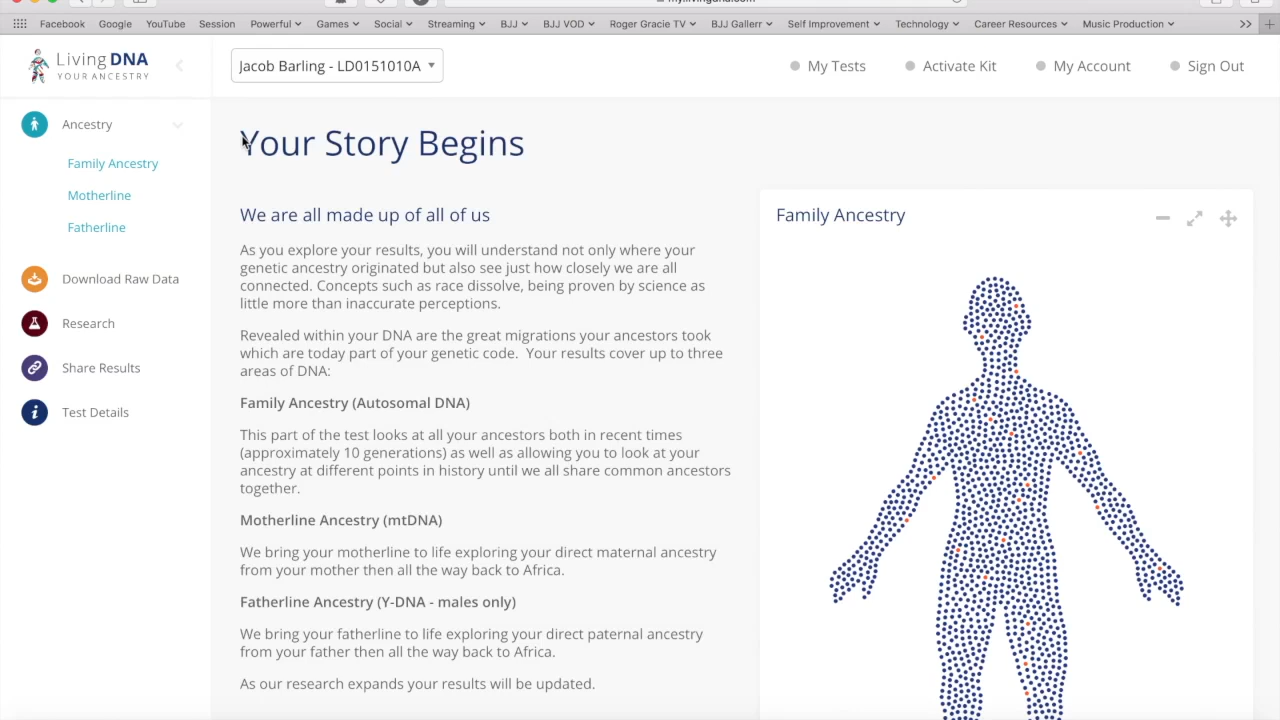 Facebook Google YouTube Session Powerful Games Social Streaming BJJ BJJ VOD Roger Gracie TV BJJ Gallerr Self Improvement Technology Career Resources Music Production
Living DNA
YOUR ANCESTRY
Jacob Barling - LD0151010A
My Tests
Activate Kit
My Account
Sign Out
Ancestry
Family Ancestry
Motherline
Fatherline
Download Raw Data
Research
Share Results
Test Details
Your Story Begins
We are all made up of all of us
As you explore your results, you will understand not only where your
genetic ancestry originated but also see just how closely we are all
connected. Concepts such as race dissolve, being proven by science as
little more than inaccurate perceptions.
Revealed within your DNA are the great migrations your ancestors took
which are today part of your genetic code. Your results cover up to three
areas of DNA:
Family Ancestry (Autosomal DNA)
This part of the test looks at all your ancestors both in recent times
(approximately 10 generations) as well as allowing you to look at your
ancestry at different points in history until we all share common ancestors
together.
Motherline Ancestry (mtDNA)
We bring your motherline to life exploring your direct maternal ancestry
from your mother then all the way back to Africa.
Fatherline Ancestry (Y-DNA - males only)
We bring your fatherline to life exploring your direct paternal ancestry
from your father then all the way back to Africa.
As our research expands your results will be updated.
Family Ancestry